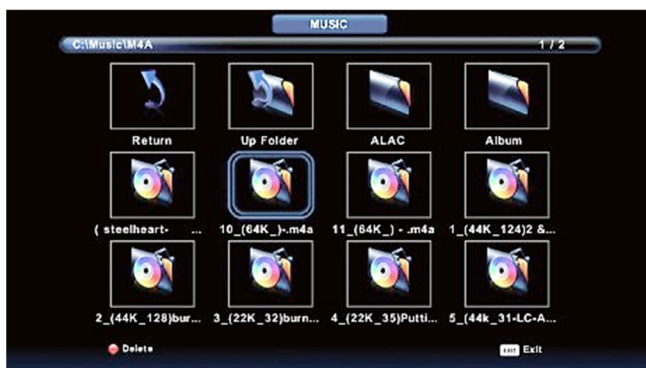 MUSIC
C:\Music\M4A 1 / 2
Return Up Folder ALAC Album
( steelheart- ... 10_(64K_)-.m4a 11_(64K_) - .m4a 1_(44K_124)2 &...
2_(44K_128)bur... 3_(22K_32)burn... 4_(22K_35)Putti... 5_(44k_31-LC-A...
Delete EXIT Exit